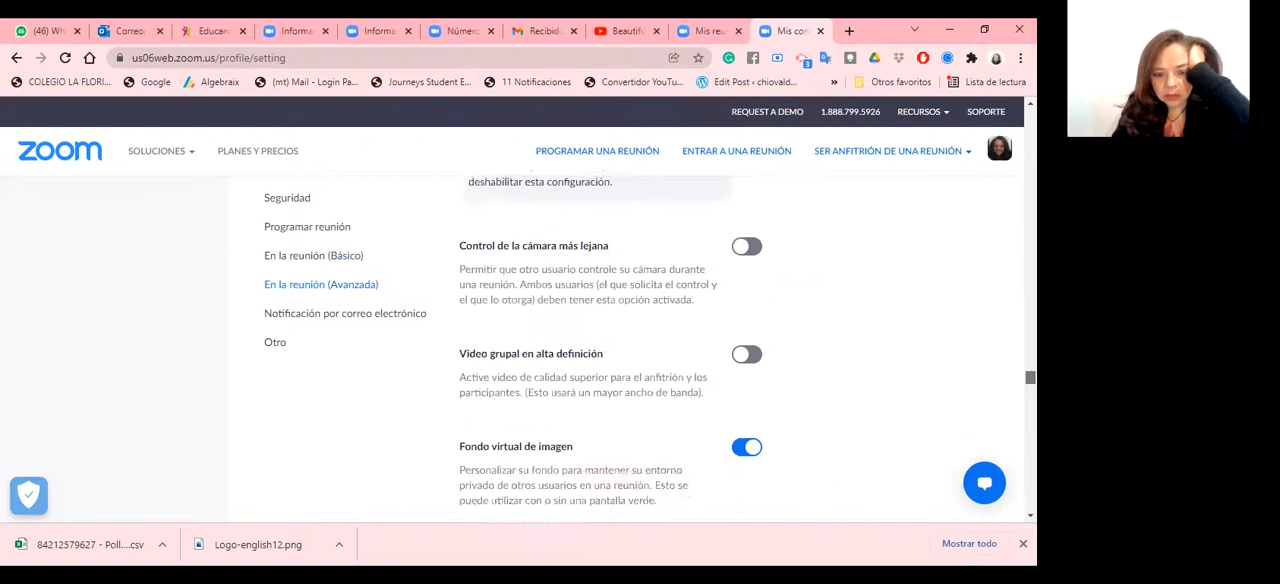 (46) Wh
Correo:
Educan
Informa
Informa
Número
Recibid:
Beautifu
Mis reu
Mis con
us06web.zoom.us/profile/setting
3
COLEGIO LA FLORI...
Google
Algebraix
(mt) Mail - Login Pa...
Journeys Student E...
11 Notificaciones
Convertidor YouTu...
Edit Post ‹ chiovald...
»
Otros favoritos
Lista de lectura
REQUEST A DEMO
1.888.799.5926
RECURSOS
SOPORTE
zoom
SOLUCIONES
PLANES Y PRECIOS
PROGRAMAR UNA REUNIÓN
ENTRAR A UNA REUNIÓN
SER ANFITRIÓN DE UNA REUNIÓN
Seguridad
Programar reunión
En la reunión (Básico)
En la reunión (Avanzada)
Notificación por correo electrónico
Otro
deshabilitar esta configuración.
Control de la cámara más lejana
Permitir que otro usuario controle su cámara durante
una reunión. Ambos usuarios (el que solicita el control y
el que lo otorga) deben tener esta opción activada.
Video grupal en alta definición
Active video de calidad superior para el anfitrión y los
participantes. (Esto usará un mayor ancho de banda).
Fondo virtual de imagen
Personalizar su fondo para mantener su entorno
privado de otros usuarios en una reunión. Esto se
puede utilizar con o sin una pantalla verde.
84212579627 - Poll....csv
Logo-english12.png
Mostrar todo